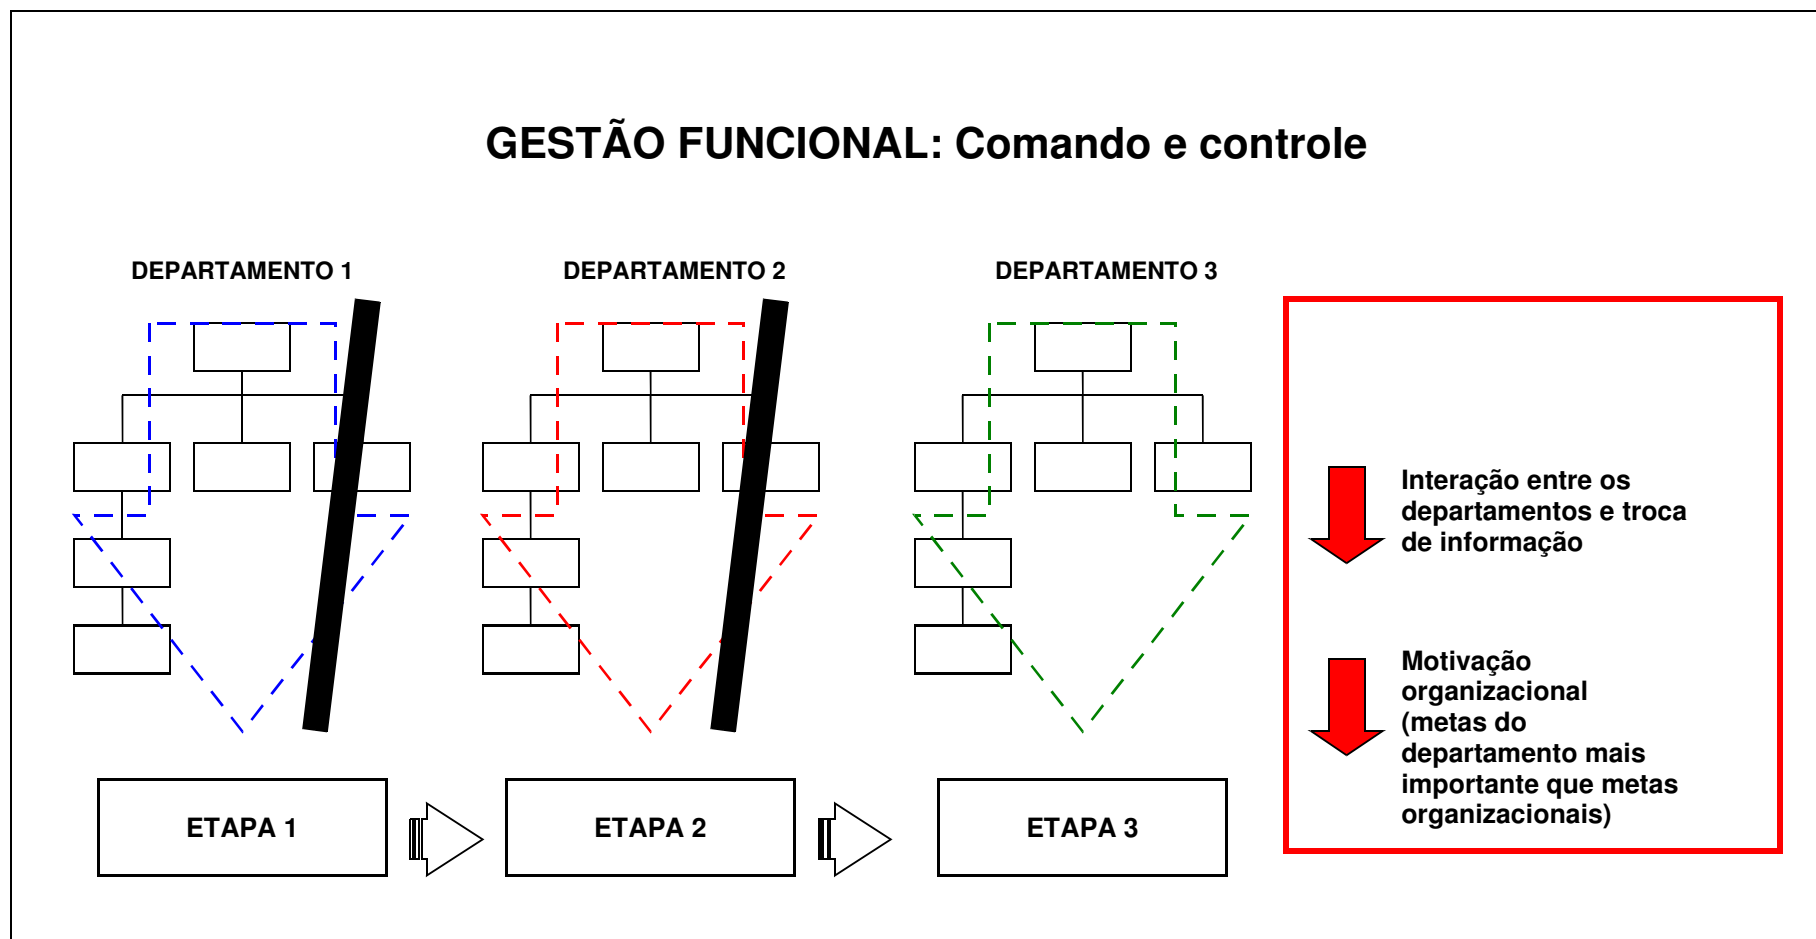 GESTÃO FUNCIONAL: Comando e controle
DEPARTAMENTO 1
DEPARTAMENTO 2
DEPARTAMENTO 3
Interação entre os
departamentos e troca
de informação
Motivação
organizacional
(metas do
departamento mais
importante que metas
organizacionais)
ETAPA 1
ETAPA 2
ETAPA 3